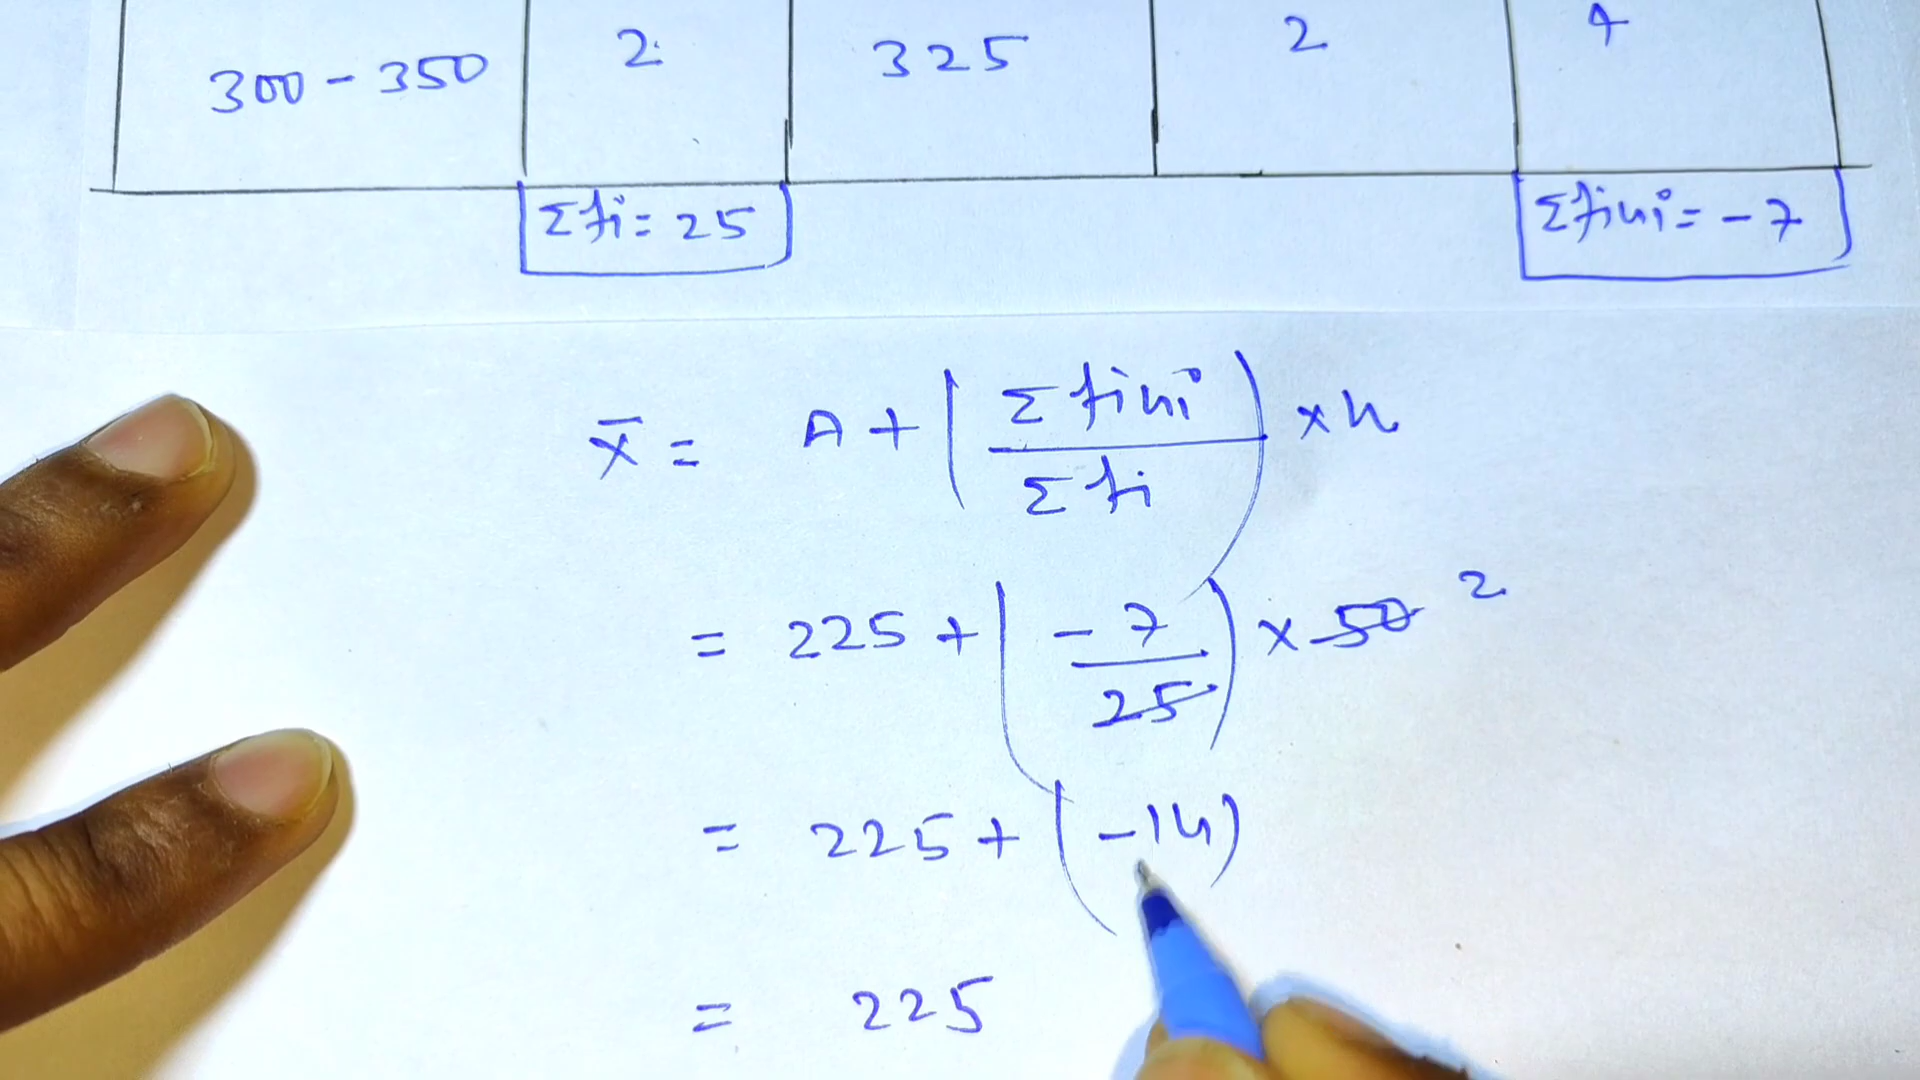 300 - 350 2 325 2 4
Σfi = 25 Σfiui = -7
x̄ = A + (Σfiui / Σfi) × h
= 225 + (-7 / 25) × 50 2
= 225 + (-14)
= 225